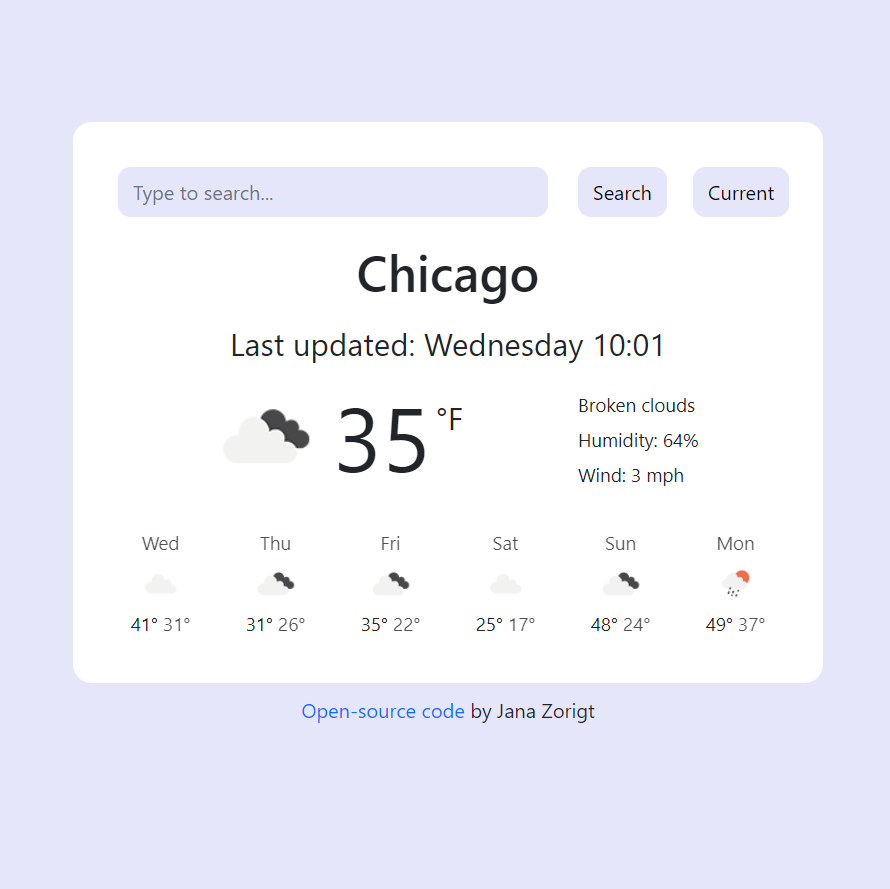 Type to search...
Search
Current
Chicago
Last updated: Wednesday 10:01
35 °F
Broken clouds
Humidity: 64%
Wind: 3 mph
Wed
Thu
Fri
Sat
Sun
Mon
41° 31°
31° 26°
35° 22°
25° 17°
48° 24°
49° 37°
Open-source code by Jana Zorigt